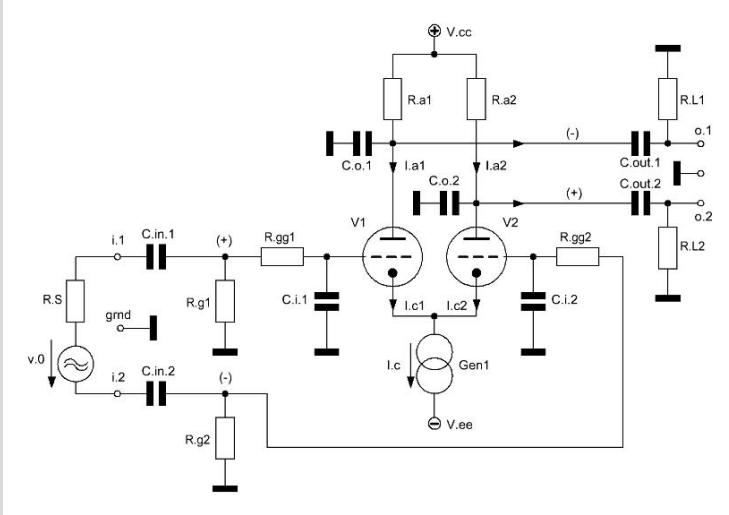 V.cc
R.a1
R.a2
R.L1
(-)
o.1
C.o.1
I.a1
I.a2
C.out.1
C.o.2
C.out.2
(+)
o.2
V1
V2
i.1
C.in.1
(+)
R.gg1
R.gg2
R.L2
R.S
R.g1
C.i.1
I.c1
I.c2
C.i.2
grnd
v.0
i.2
C.in.2
(-)
I.c
Gen1
V.ee
R.g2